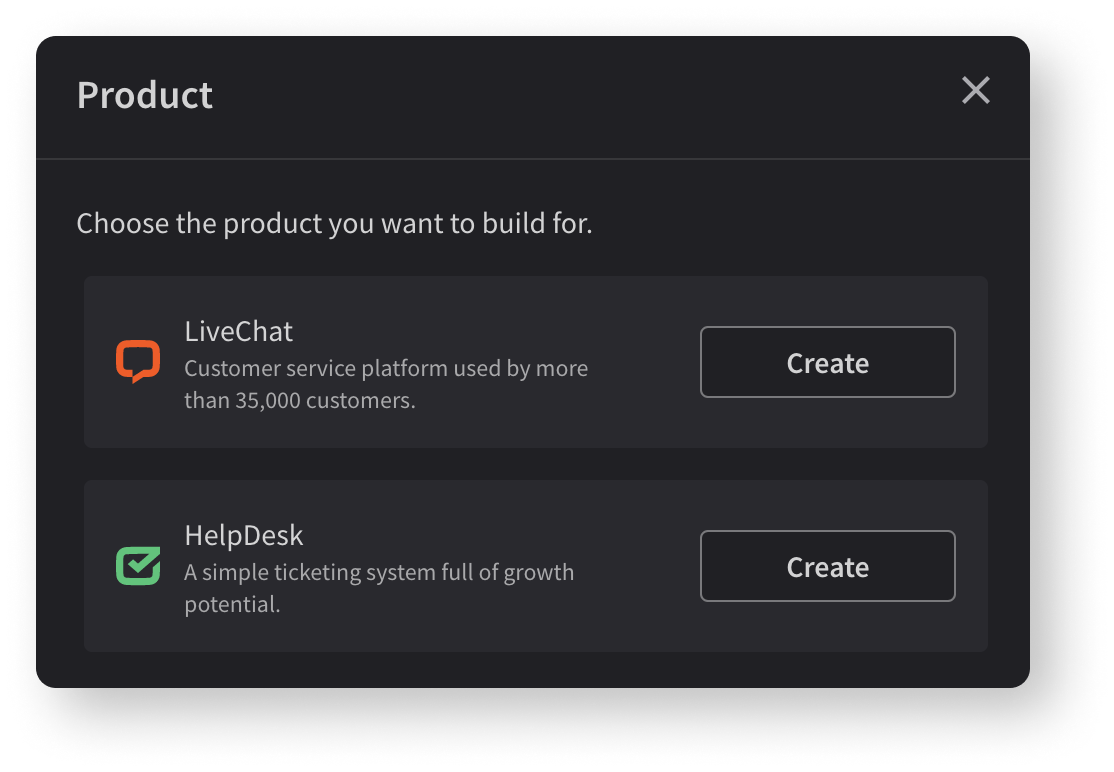 Product
Choose the product you want to build for.
LiveChat
Customer service platform used by more
than 35,000 customers.
Create
HelpDesk
A simple ticketing system full of growth
potential.
Create